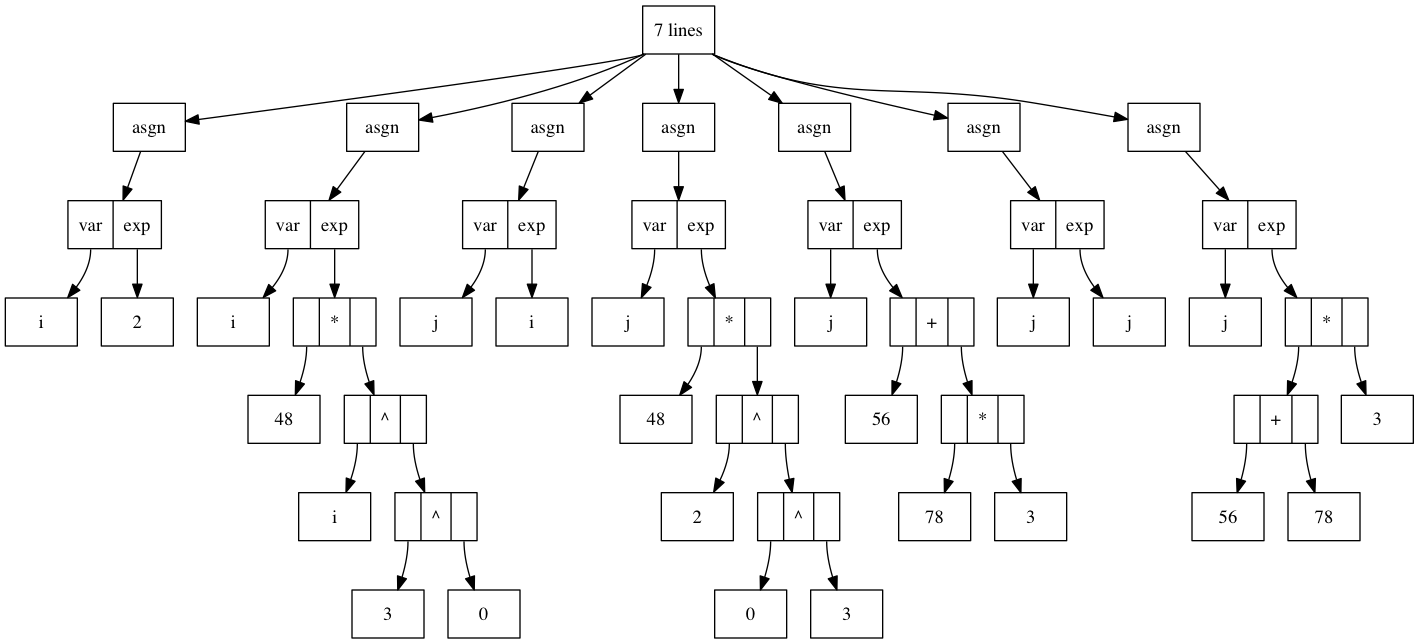 7 lines
asgn asgn asgn asgn asgn asgn asgn
var exp var exp var exp var exp var exp var exp var exp
i 2 i * j i j * j + j j j *
48 ^ 48 ^ 56 * + 3
i ^ 2 ^ 78 3 56 78
3 0 0 3